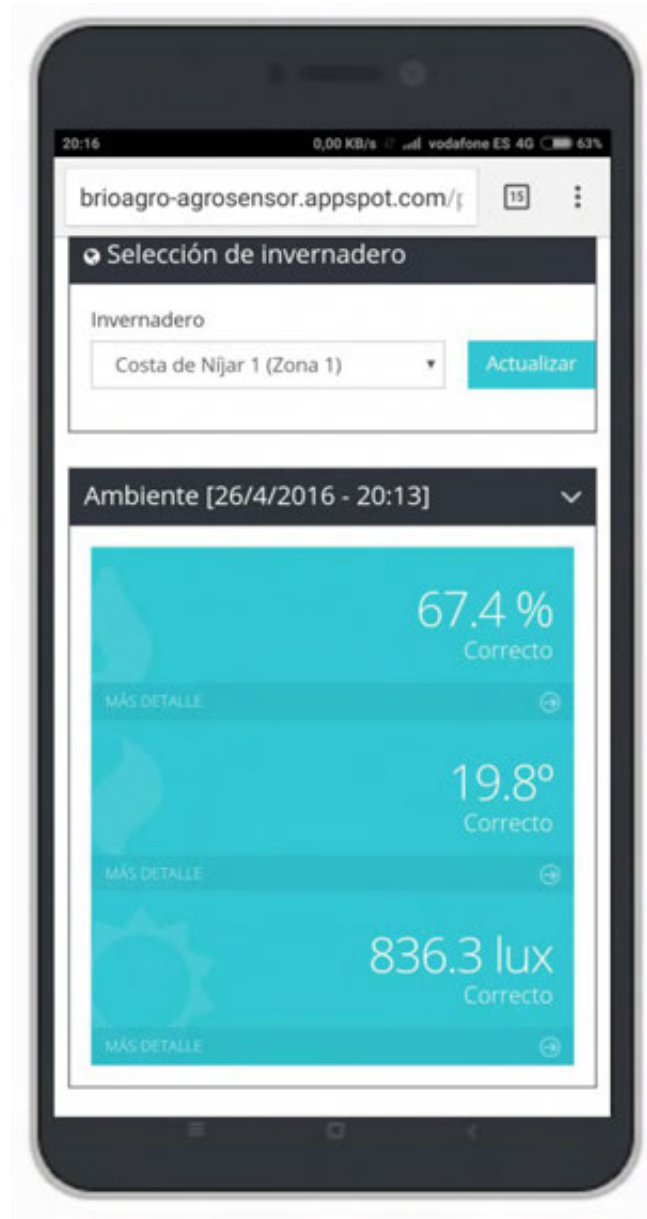 20:16 0,00 KB/s vodafone ES 4G 63%
brioagro-agrosensor.appspot.com/p 15
Selección de invernadero
Invernadero
Costa de Níjar 1 (Zona 1) Actualizar
Ambiente [26/4/2016 - 20:13]
67.4 %
Correcto
MÁS DETALLE
19.8º
Correcto
MÁS DETALLE
836.3 lux
Correcto
MÁS DETALLE